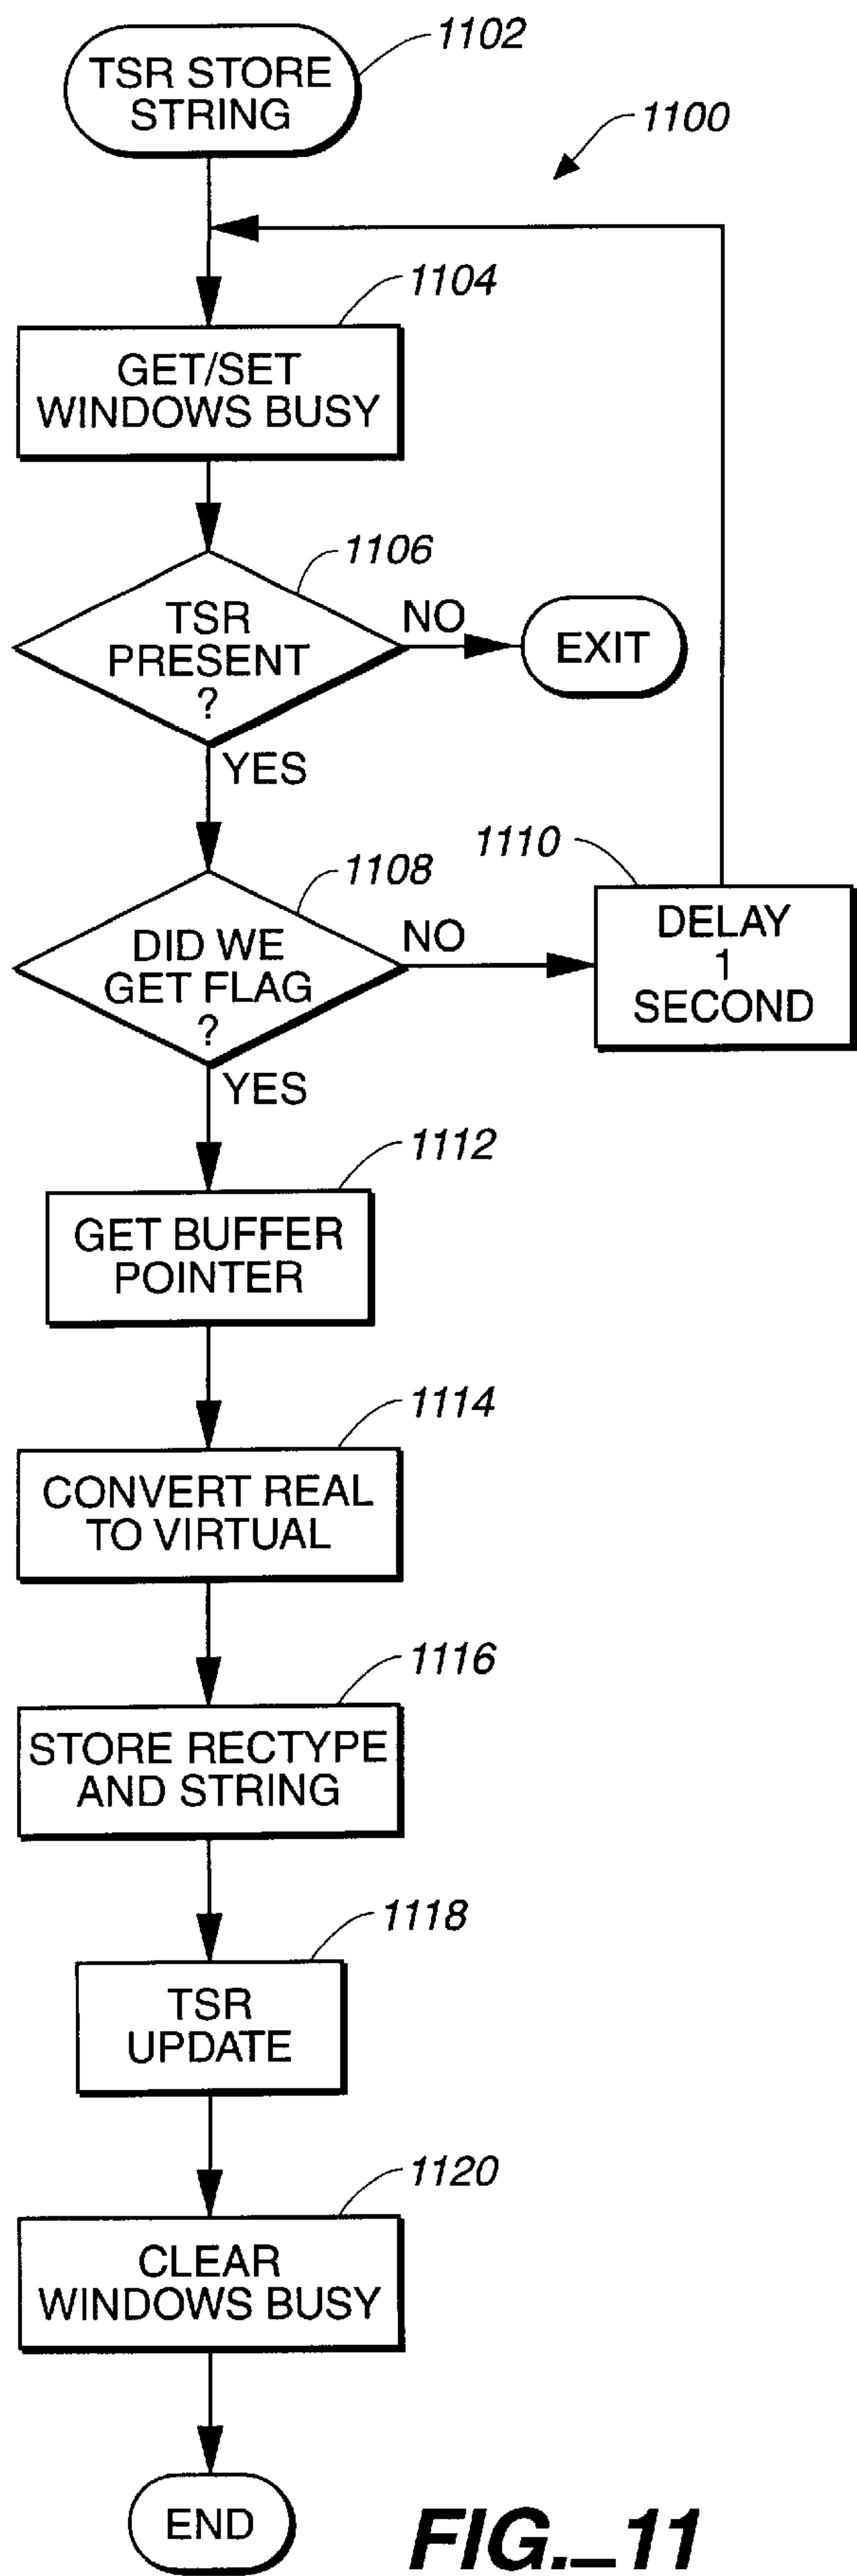 1102
TSR STORE
STRING
1100
1104
GET/SET
WINDOWS BUSY
1106
TSR
PRESENT
?
NO
EXIT
YES
1108
1110
DID WE
GET FLAG
?
NO
DELAY
1
SECOND
YES
1112
GET BUFFER
POINTER
1114
CONVERT REAL
TO VIRTUAL
1116
STORE RECTYPE
AND STRING
1118
TSR
UPDATE
1120
CLEAR
WINDOWS BUSY
END
FIG._11